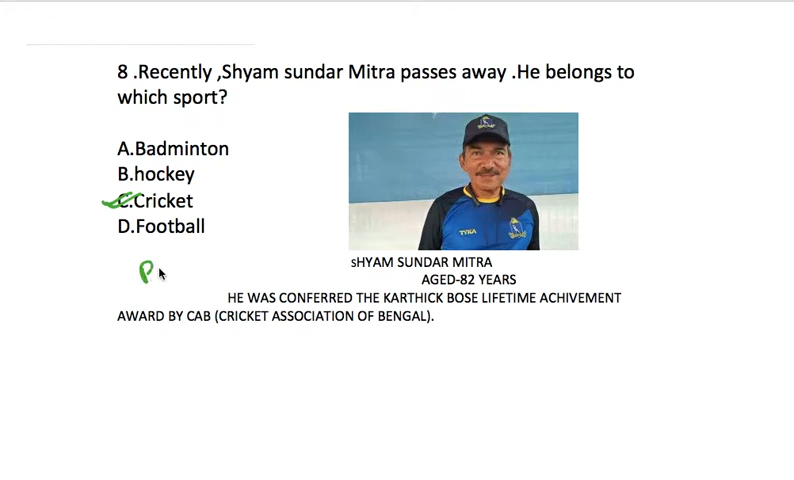 8 .Recently ,Shyam sundar Mitra passes away .He belongs to
which sport?
A.Badminton
B.hockey
C.Cricket
D.Football
P
TYKA
sHYAM SUNDAR MITRA
AGED-82 YEARS
HE WAS CONFERRED THE KARTHICK BOSE LIFETIME ACHIVEMENT
AWARD BY CAB (CRICKET ASSOCIATION OF BENGAL).